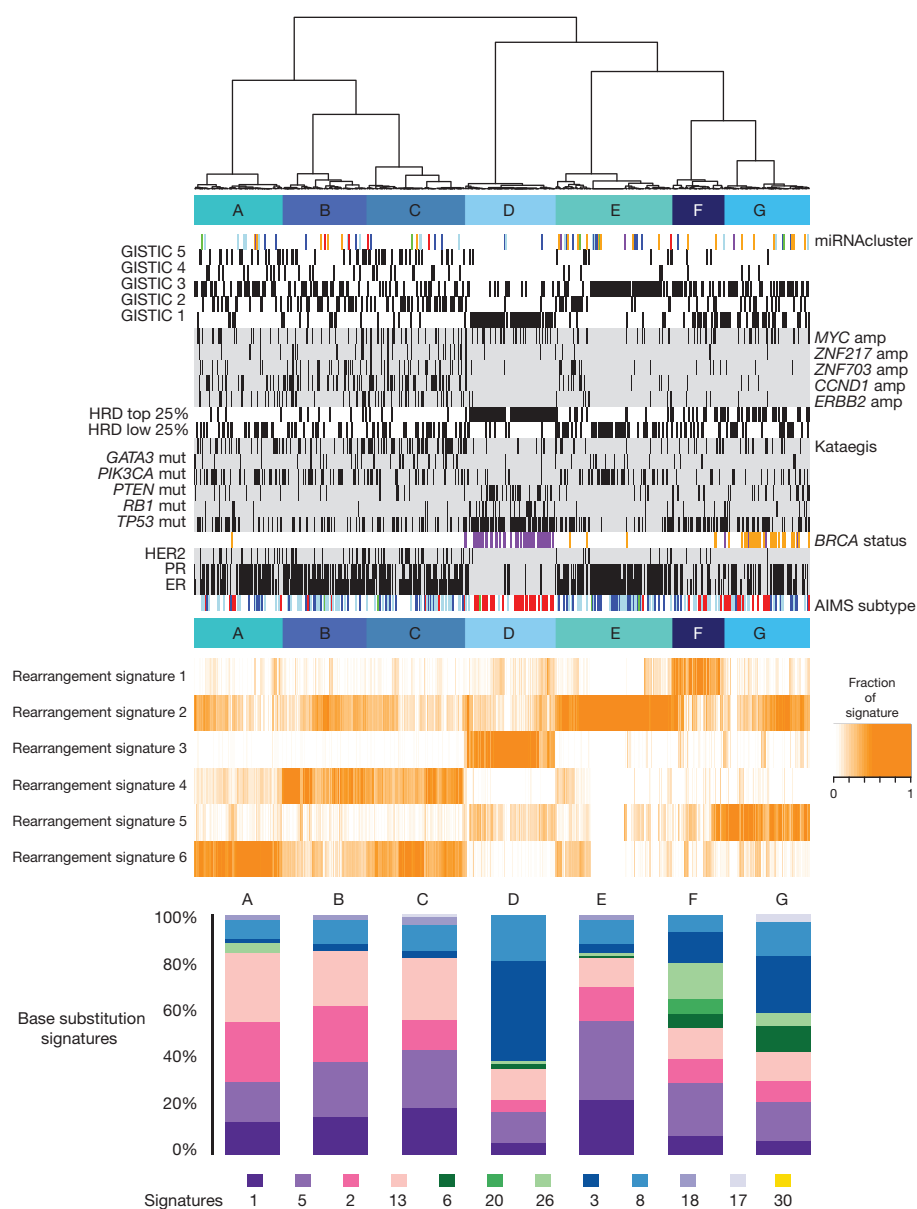 A B C D E F G
miRNAcluster
GISTIC 5
GISTIC 4
GISTIC 3
GISTIC 2
GISTIC 1
MYC amp
ZNF217 amp
ZNF703 amp
CCND1 amp
ERBB2 amp
HRD top 25%
HRD low 25%
Kataegis
GATA3 mut
PIK3CA mut
PTEN mut
RB1 mut
TP53 mut
BRCA status
HER2
PR
ER
AIMS subtype
A B C D E F G
Rearrangement signature 1
Rearrangement signature 2
Rearrangement signature 3
Rearrangement signature 4
Rearrangement signature 5
Rearrangement signature 6
Fraction
of
signature
0 1
A B C D E F G
100%
80%
60%
40%
20%
0%
Base substitution
signatures
Signatures 1 5 2 13 6 20 26 3 8 18 17 30